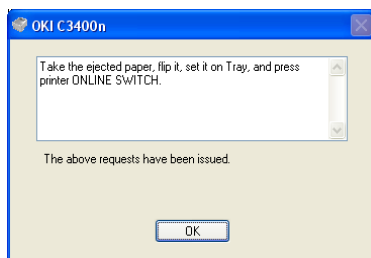 OKI C3400n
Take the ejected paper, flip it, set it on Tray, and press
printer ONLINE SWITCH.
The above requests have been issued.
OK